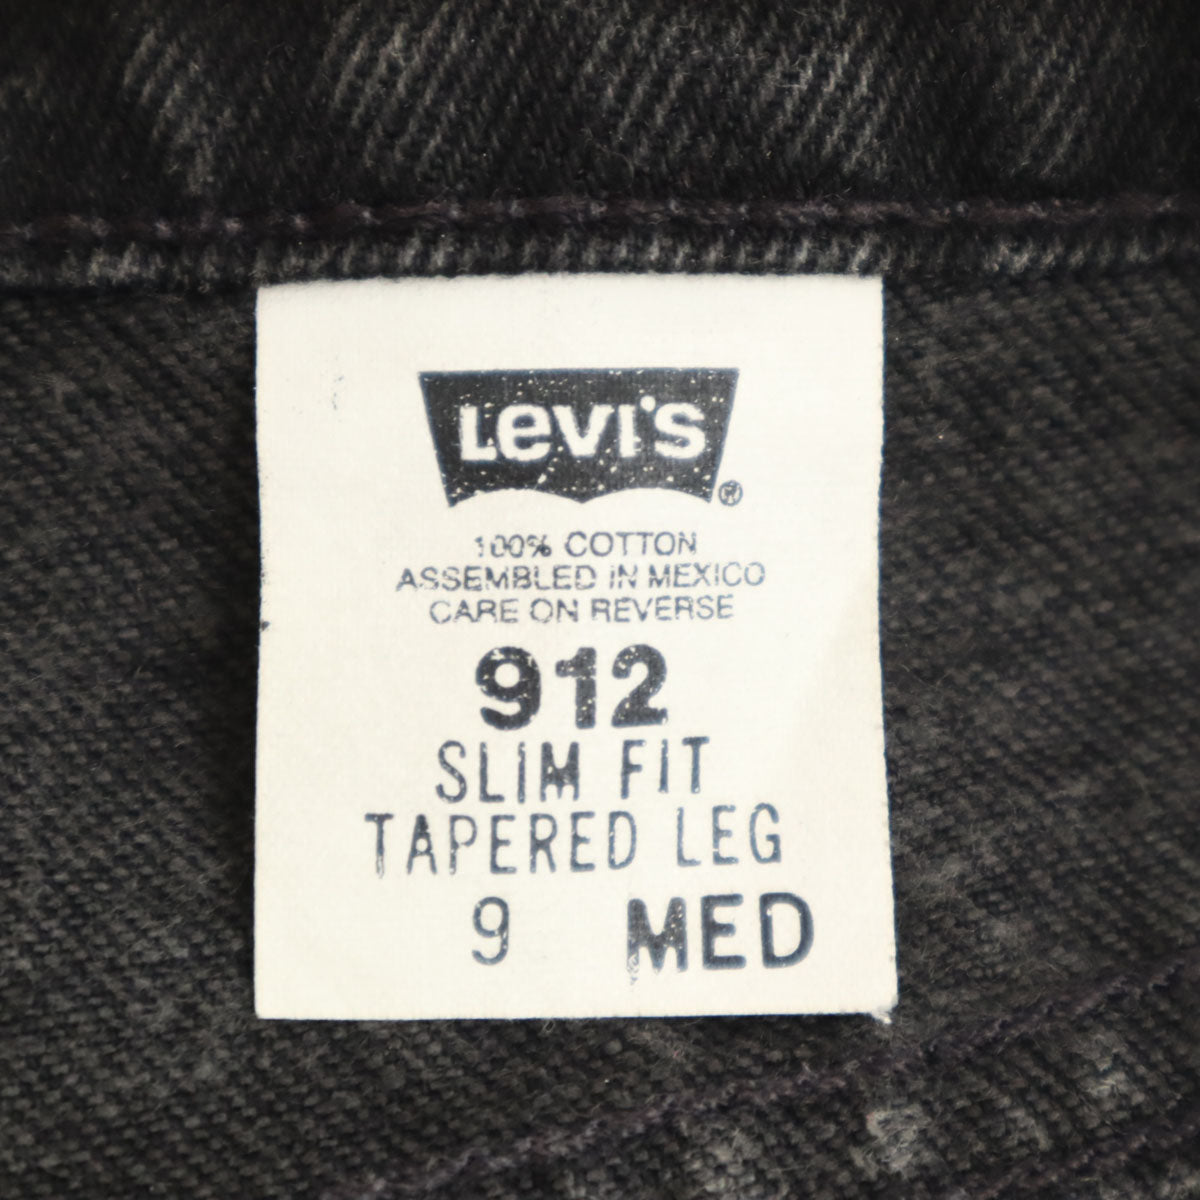 Levi's ®
100% COTTON
ASSEMBLED IN MEXICO
CARE ON REVERSE
912
SLIM FIT
TAPERED LEG
9 MED